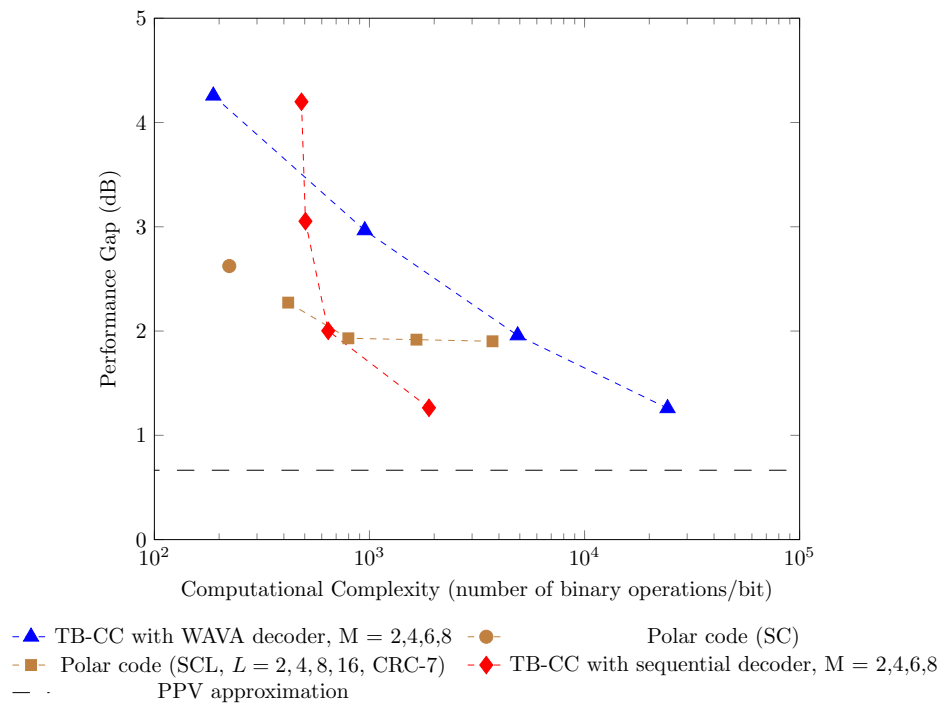 5
4
3
2
1
0
Performance Gap (dB)
10^2 10^3 10^4 10^5
Computational Complexity (number of binary operations/bit)
TB-CC with WAVA decoder, M = 2,4,6,8 Polar code (SC)
Polar code (SCL, L = 2, 4, 8, 16, CRC-7) TB-CC with sequential decoder, M = 2,4,6,8
PPV approximation